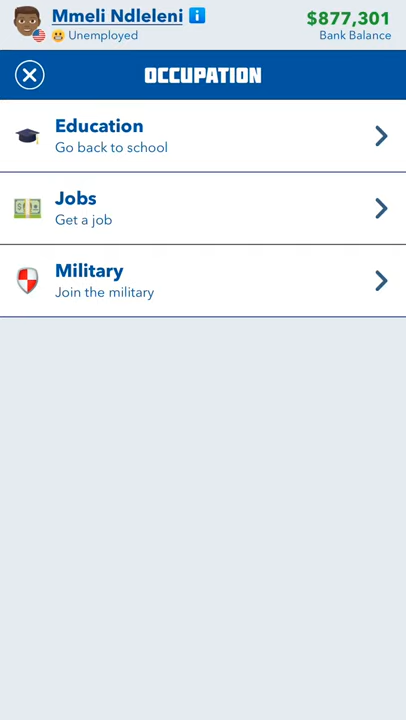 Mmeli Ndleleni
$877,301
Unemployed
Bank Balance
OCCUPATION
Education
Go back to school
Jobs
Get a job
Military
Join the military